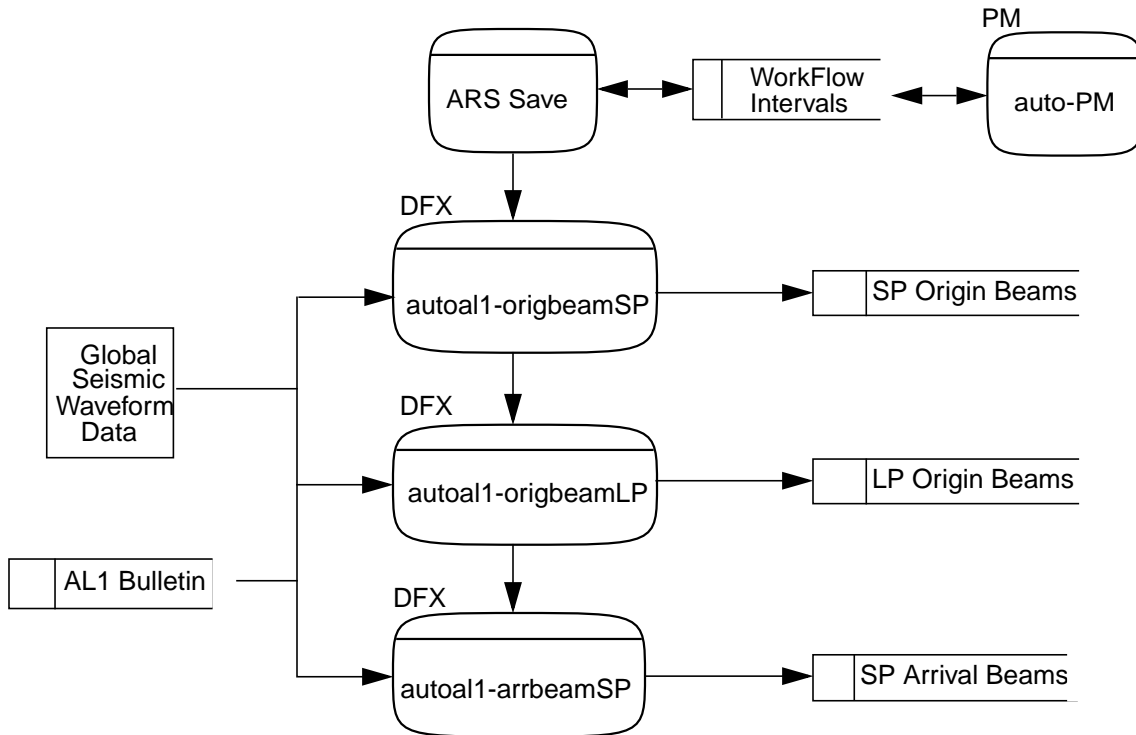 PM
ARS Save
WorkFlow
Intervals
auto-PM
DFX
autoal1-origbeamSP
SP Origin Beams
Global
Seismic
Waveform
Data
DFX
autoal1-origbeamLP
LP Origin Beams
AL1 Bulletin
DFX
autoal1-arrbeamSP
SP Arrival Beams